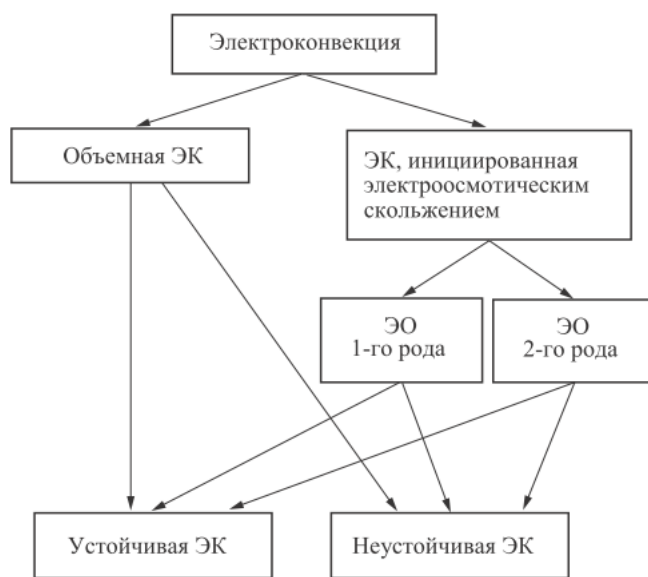 Электроконвекция
Объемная ЭК
ЭК, инициированная
электроосмотическим
скольжением
ЭО
1-го рода
ЭО
2-го рода
Устойчивая ЭК
Неустойчивая ЭК